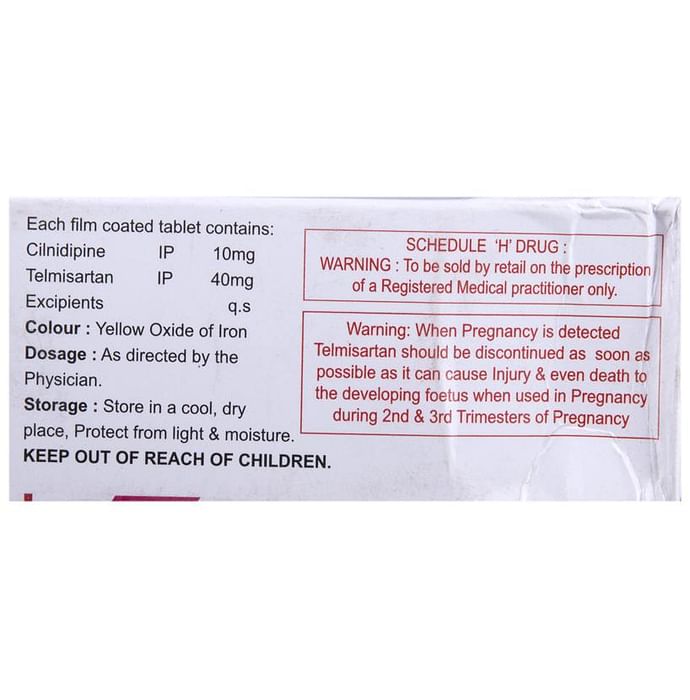 Each film coated tablet contains:
Cilnidipine IP 10mg
Telmisartan IP 40mg
Excipients q.s
Colour : Yellow Oxide of Iron
Dosage : As directed by the
Physician.
Storage : Store in a cool, dry
place, Protect from light & moisture.
KEEP OUT OF REACH OF CHILDREN.
SCHEDULE 'H' DRUG :
WARNING : To be sold by retail on the prescription
of a Registered Medical practitioner only.
Warning: When Pregnancy is detected
Telmisartan should be discontinued as soon as
possible as it can cause Injury & even death to
the developing foetus when used in Pregnancy
during 2nd & 3rd Trimesters of Pregnancy